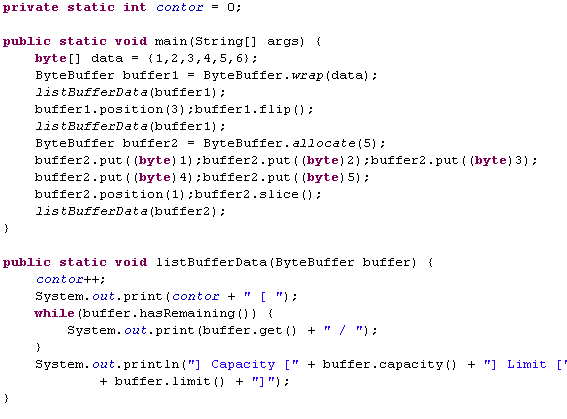 private static int contor = 0;
public static void main(String[] args) {
byte[] data = {1,2,3,4,5,6};
ByteBuffer buffer1 = ByteBuffer.wrap(data);
listBufferData(buffer1);
buffer1.position(3);buffer1.flip();
listBufferData(buffer1);
ByteBuffer buffer2 = ByteBuffer.allocate(5);
buffer2.put((byte)1);buffer2.put((byte)2);buffer2.put((byte)3);
buffer2.put((byte)4);buffer2.put((byte)5);
buffer2.position(1);buffer2.slice();
listBufferData(buffer2);
}
public static void listBufferData(ByteBuffer buffer) {
contor++;
System.out.print(contor + " [ ");
while(buffer.hasRemaining()) {
System.out.print(buffer.get() + " / ");
}
System.out.println("] Capacity [" + buffer.capacity() + "] Limit ['
+ buffer.limit() + "]");
}